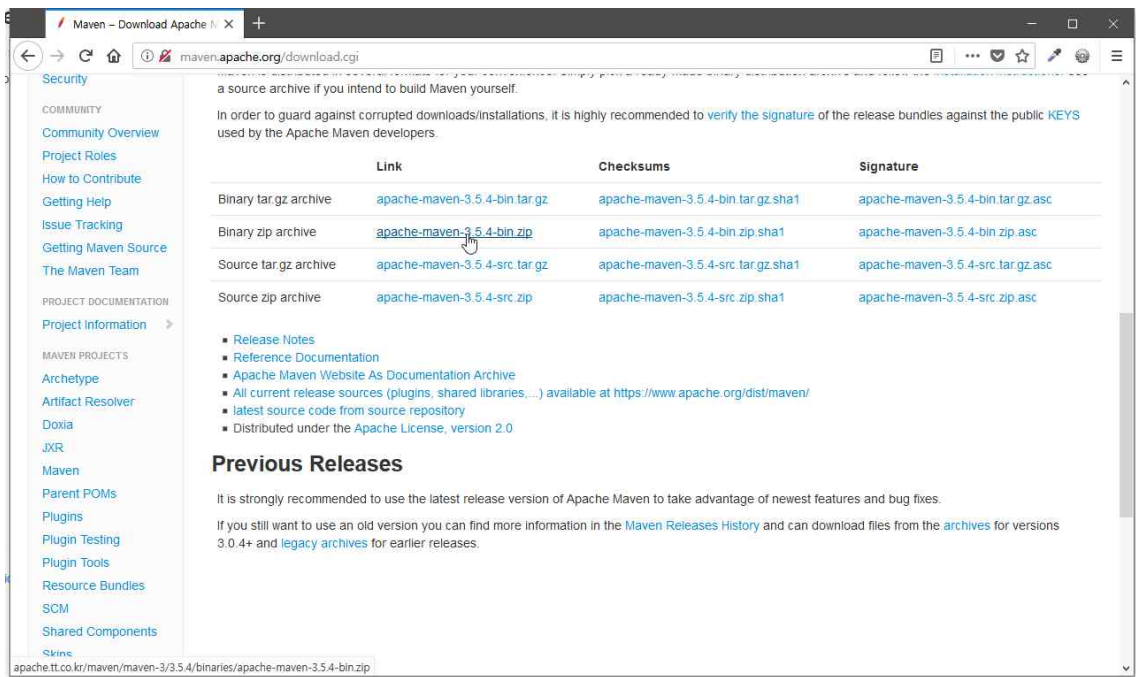 Maven – Download Apache M
maven.apache.org/download.cgi
Security
COMMUNITY
Community Overview
Project Roles
How to Contribute
Getting Help
Issue Tracking
Getting Maven Source
The Maven Team
PROJECT DOCUMENTATION
Project Information
MAVEN PROJECTS
Archetype
Artifact Resolver
Doxia
JXR
Maven
Parent POMs
Plugins
Plugin Testing
Plugin Tools
Resource Bundles
SCM
Shared Components
Skins
a source archive if you intend to build Maven yourself.
In order to guard against corrupted downloads/installations, it is highly recommended to verify the signature of the release bundles against the public KEYS
used by the Apache Maven developers.
Link Checksums Signature
Binary tar.gz archive apache-maven-3.5.4-bin.tar.gz apache-maven-3.5.4-bin.tar.gz.sha1 apache-maven-3.5.4-bin.tar.gz.asc
Binary zip archive apache-maven-3.5.4-bin.zip apache-maven-3.5.4-bin.zip.sha1 apache-maven-3.5.4-bin.zip.asc
Source tar.gz archive apache-maven-3.5.4-src.tar.gz apache-maven-3.5.4-src.tar.gz.sha1 apache-maven-3.5.4-src.tar.gz.asc
Source zip archive apache-maven-3.5.4-src.zip apache-maven-3.5.4-src.zip.sha1 apache-maven-3.5.4-src.zip.asc
Release Notes
Reference Documentation
Apache Maven Website As Documentation Archive
All current release sources (plugins, shared libraries,...) available at https://www.apache.org/dist/maven/
latest source code from source repository
Distributed under the Apache License, version 2.0
Previous Releases
It is strongly recommended to use the latest release version of Apache Maven to take advantage of newest features and bug fixes.
If you still want to use an old version you can find more information in the Maven Releases History and can download files from the archives for versions
3.0.4+ and legacy archives for earlier releases.
apache.tt.co.kr/maven/maven-3/3.5.4/binaries/apache-maven-3.5.4-bin.zip